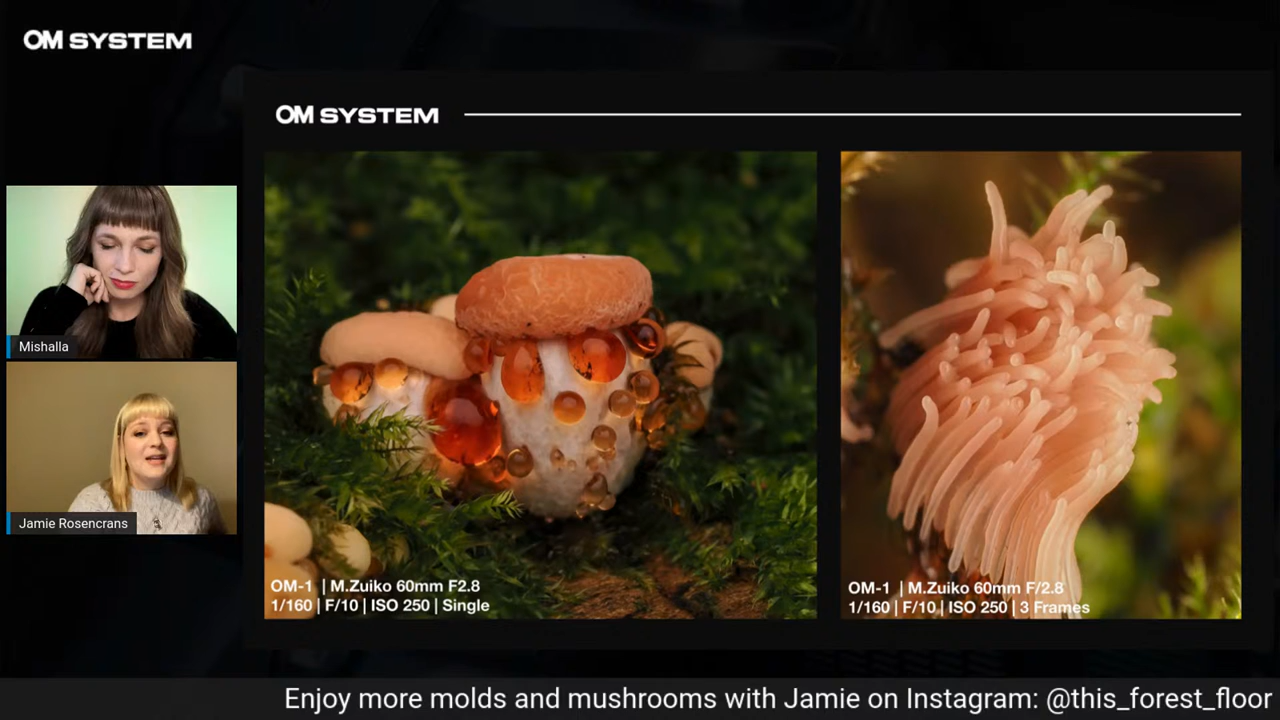 OM SYSTEM
OM SYSTEM
Mishalla
Jamie Rosencrans
OM-1 | M.Zuiko 60mm F2.8
1/160 | F/10 | ISO 250 | Single
OM-1 | M.Zuiko 60mm F/2.8
1/160 | F/10 | ISO 250 | 3 Frames
Enjoy more molds and mushrooms with Jamie on Instagram: @this_forest_floor